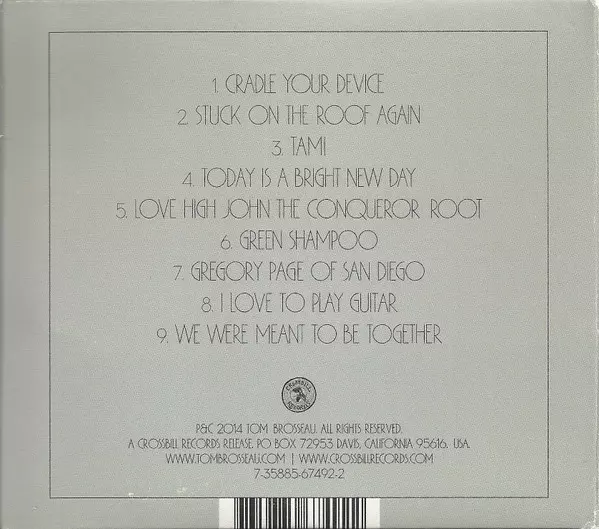 1. CRADLE YOUR DEVICE
2. STUCK ON THE ROOF AGAIN
3. TAMI
4. TODAY IS A BRIGHT NEW DAY
5. LOVE HIGH JOHN THE CONQUEROR ROOT
6. GREEN SHAMPOO
7. GREGORY PAGE OF SAN DIEGO
8. I LOVE TO PLAY GUITAR
9. WE WERE MEANT TO BE TOGETHER
CROSSBILL
RECORDS
P&C 2014 TOM BROSSEAU. ALL RIGHTS RESERVED.
A CROSSBILL RECORDS RELEASE. PO BOX 72953 DAVIS, CALIFORNIA 95616. USA.
WWW.TOMBROSSEAU.COM | WWW.CROSSBILLRECORDS.COM
7-35885-67492-2